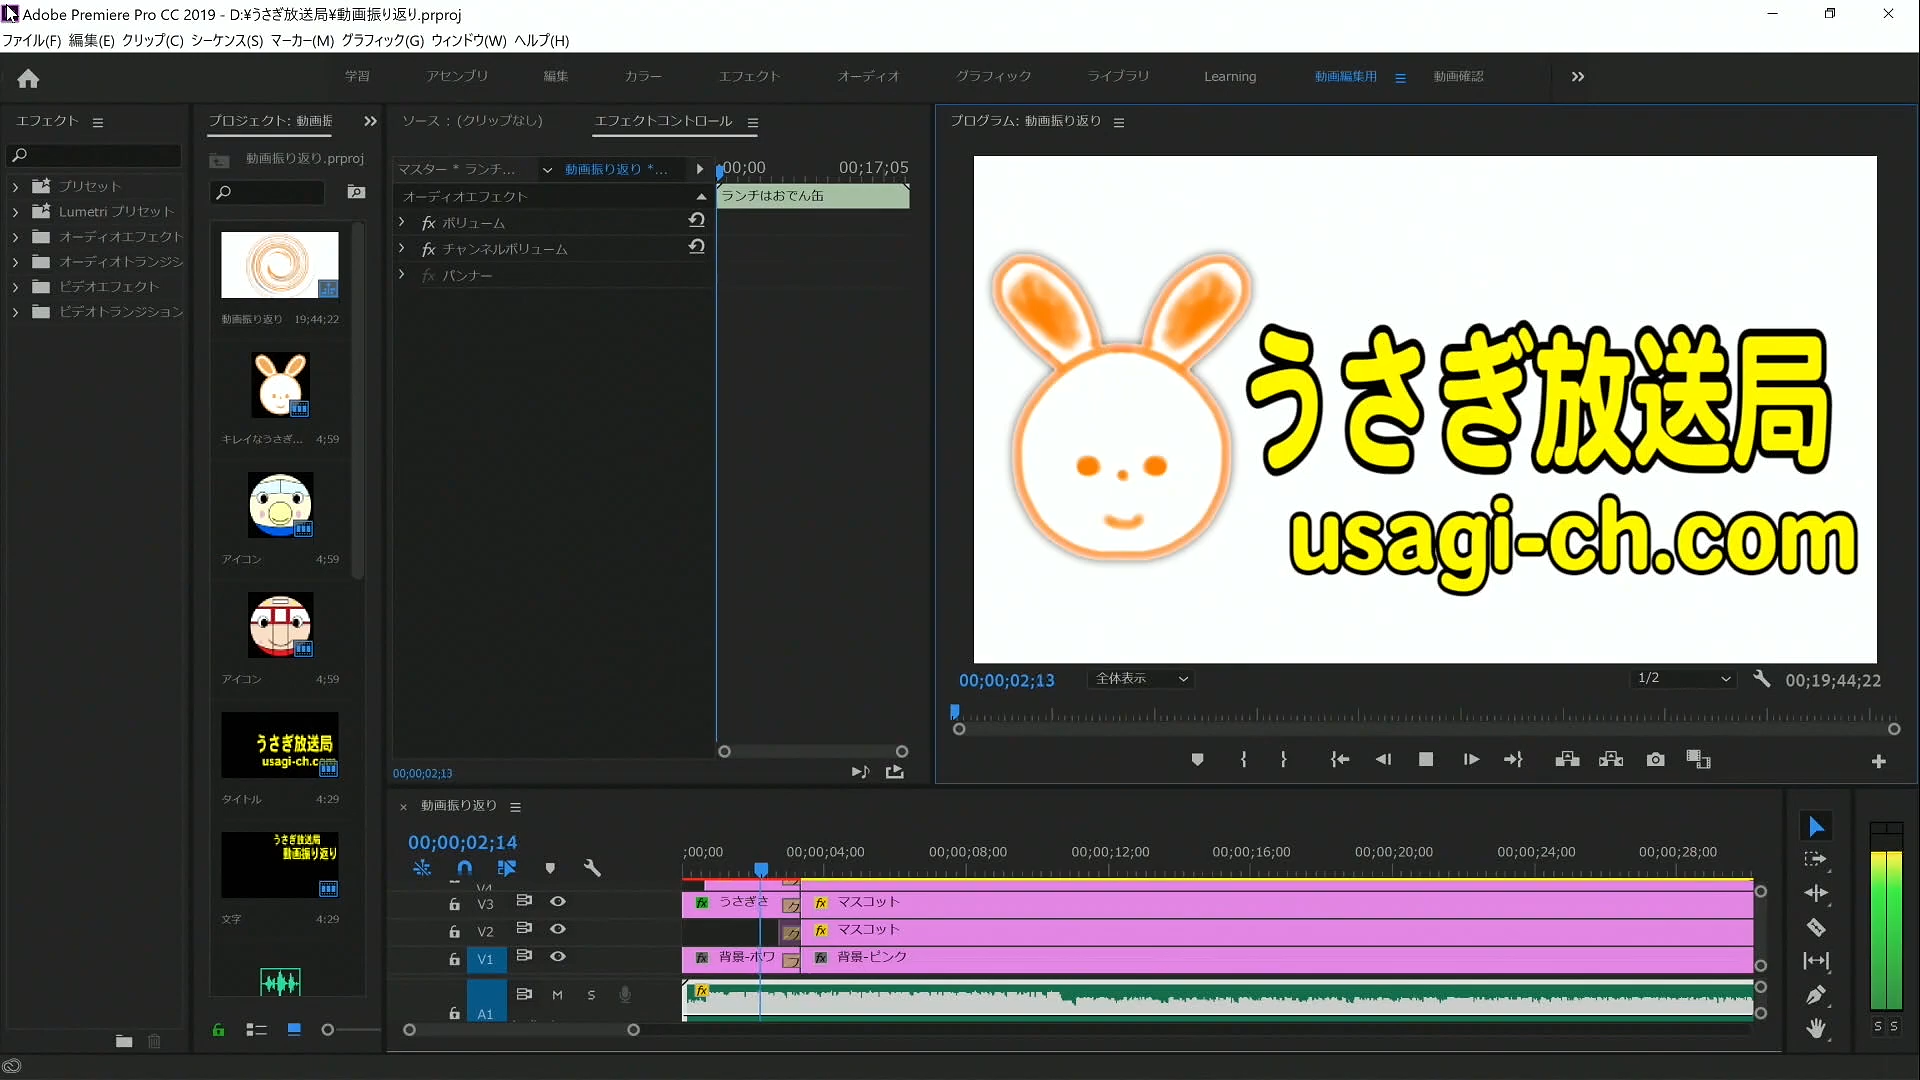 Adobe Premiere Pro CC 2019 - D:¥うさぎ放送局¥動画振り返り.prproj
ファイル(F) 編集(E) クリップ(C) シーケンス(S) マーカー(M) グラフィック(G) ウィンドウ(W) ヘルプ(H)
学習 アセンブリ 編集 カラー エフェクト オーディオ グラフィック ライブラリ Learning 動画編集用 動画確認
エフェクト
プリセット
Lumetri プリセット
オーディオエフェクト
オーディオトランジシ
ビデオエフェクト
ビデオトランジション
プロジェクト: 動画振
動画振り返り.prproj
動画振り返り 19;44;22
キレイなうさぎ... 4;59
アイコン 4;59
アイコン 4;59
うさぎ放送局
usagi-ch.com
タイトル 4:29
うさぎ放送局
動画振り返り
文字 4:29
ソース : (クリップなし) エフェクトコントロール
マスター * ランチ... 動画振り返り *...
;00;00 00;17;05
オーディオエフェクト
ランチはおでん缶
fx ボリューム
fx チャンネルボリューム
fx パンナー
00;00;02;13
プログラム: 動画振り返り
うさぎ放送局
usagi-ch.com
00;00;02;13 全体表示 1/2 00;19;44;22
動画振り返り
00;00;02;14
;00;00 00;00;04;00 00;00;08;00 00;00;12;00 00;00;16;00 00;00;20;00 00;00;24;00 00;00;28;00
V4
V3 fx うさぎさ fx マスコット
V2 fx マスコット
V1 fx 背景-ホワ fx 背景-ピンク
M S fx
A1
S S